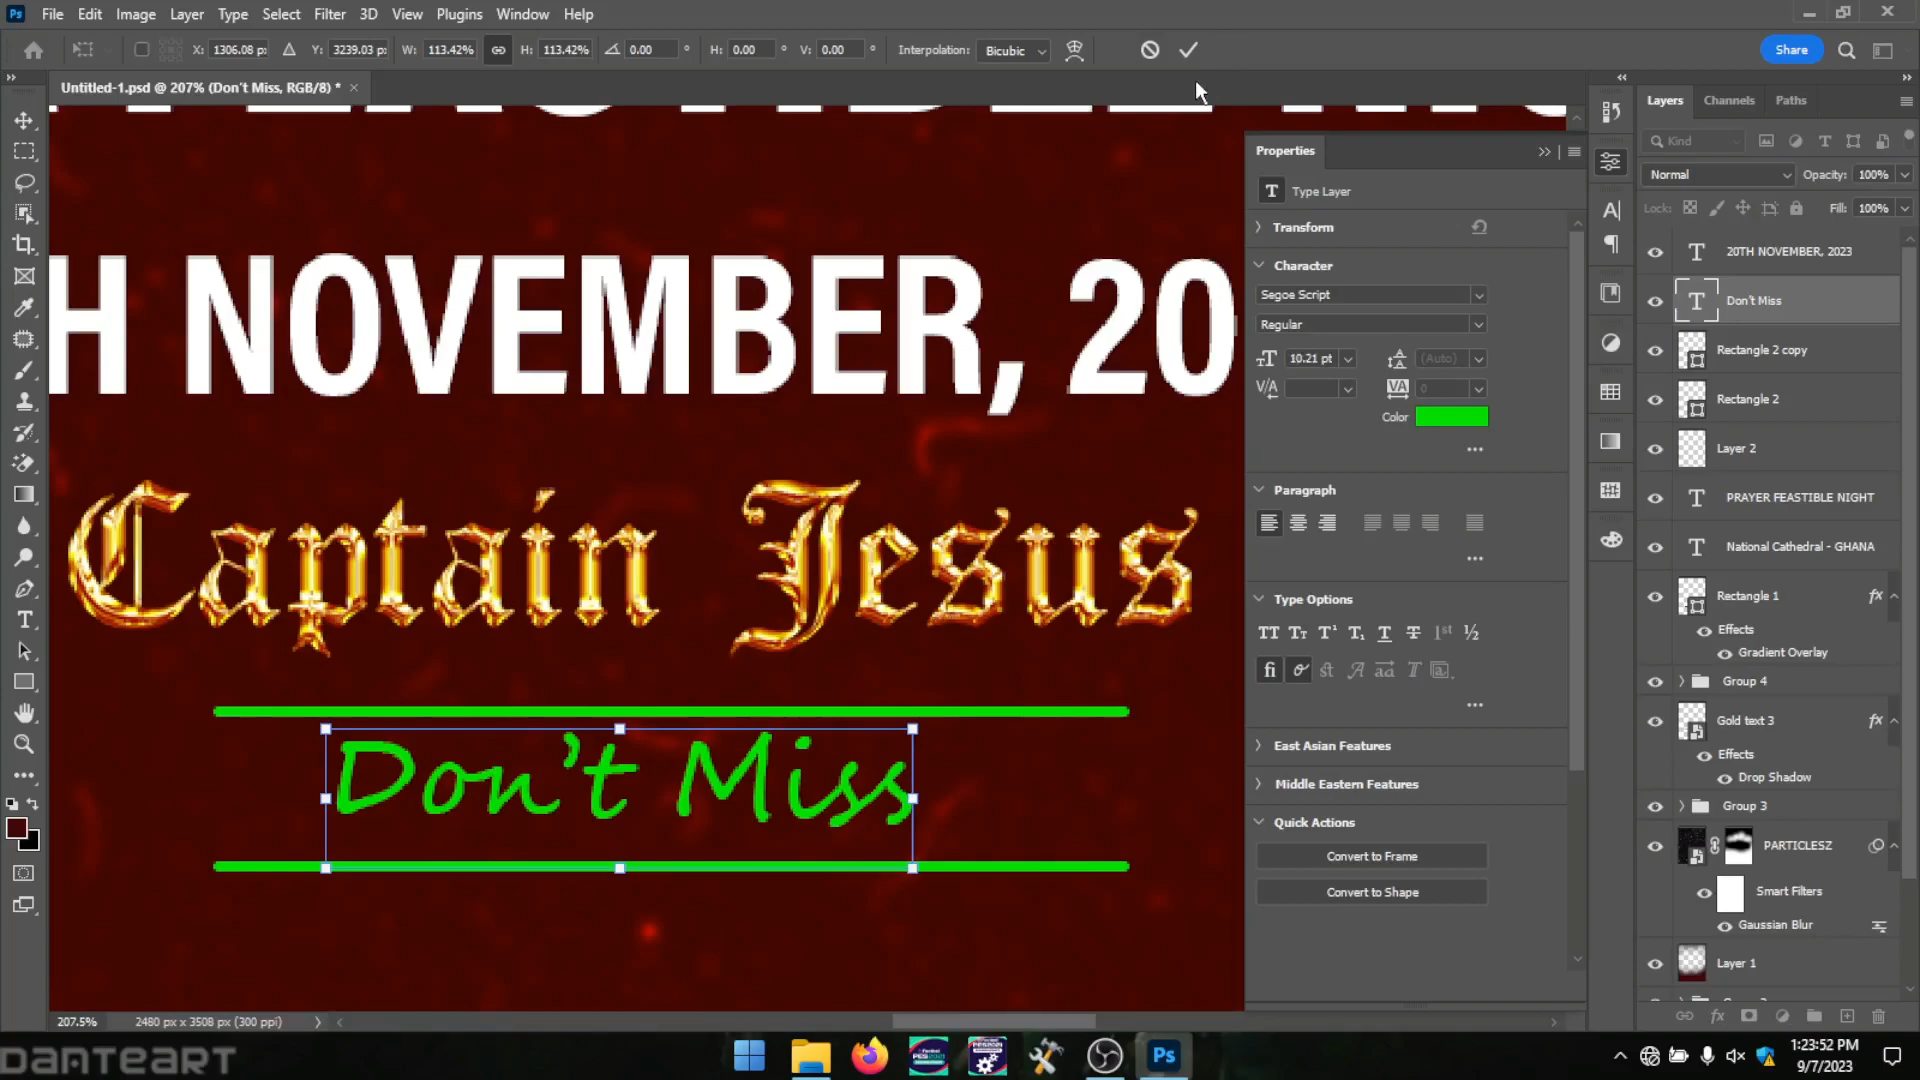 Ps File Edit Image Layer Type Select Filter 3D View Plugins Window Help
X: 1306.08 p: Y: 3239.03 p: W: 113.42% H: 113.42% 0.00 ° H: 0.00 ° V: 0.00 ° Interpolation: Bicubic Share
Untitled-1.psd @ 207% (Don't Miss, RGB/8) * ×
Layers Channels Paths
Properties
Kind
Type Layer
Normal Opacity: 100%
Transform
Lock: Fill: 100%
Character
Segoe Script
Regular
10.21 pt (Auto)
0
Color
Paragraph
Type Options
East Asian Features
Middle Eastern Features
Quick Actions
Convert to Frame
Convert to Shape
20TH NOVEMBER, 2023
Don't Miss
Rectangle 2 copy
Rectangle 2
Layer 2
PRAYER FEASTIBLE NIGHT
National Cathedral - GHANA
Rectangle 1 fx
Effects
Gradient Overlay
Group 4
Gold text 3 fx
Effects
Drop Shadow
Group 3
PARTICLESZ
Smart Filters
Gaussian Blur
Layer 1
H NOVEMBER, 20
Captain Jesus
Don't Miss
207.5% 2480 px x 3508 px (300 ppi)
DANTEART
1:23:52 PM
9/7/2023